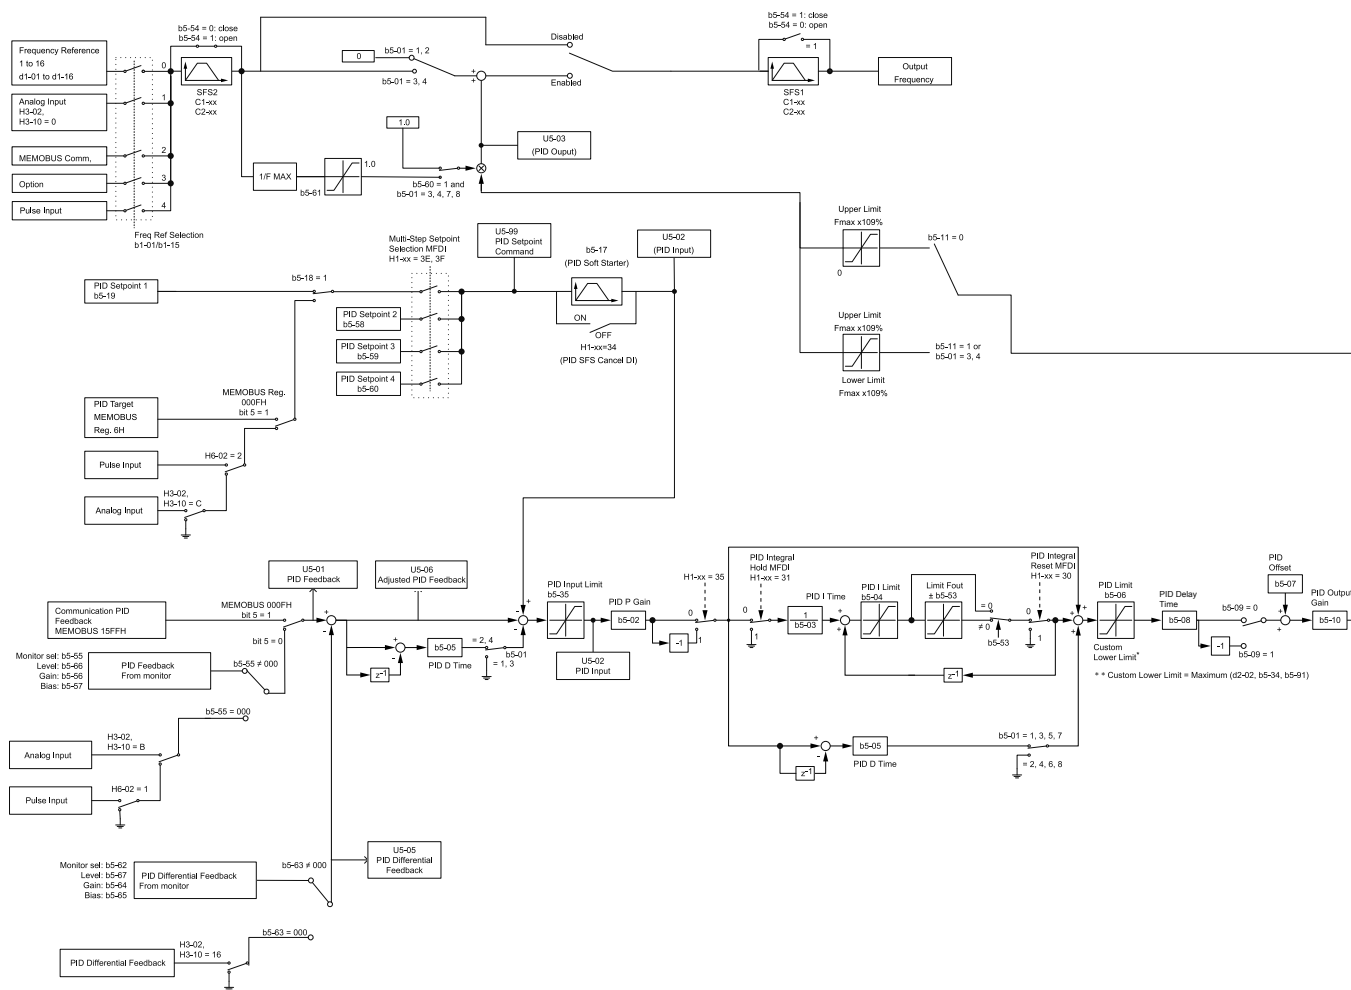 b5-54 = 0: close
b5-54 = 1: open
b5-54 = 1: close
b5-54 = 0: open
= 1
Frequency Reference
1 to 16
d1-01 to d1-16
0
SFS2
C1-xx
C2-xx
Disabled
Enabled
0
b5-01 = 1, 2
b5-01 = 3, 4
+
+
SFS1
C1-xx
C2-xx
Output
Frequency
Analog Input
H3-02,
H3-10 = 0
1
MEMOBUS Comm,
2
Option
3
Pulse Input
4
Freq Ref Selection
b1-01/b1-15
1.0
U5-03
(PID Ouput)
1/F MAX
b5-61
1.0
b5-60 = 1 and
b5-01 = 3, 4, 7, 8
Upper Limit
Fmax x109%
0
b5-11 = 0
Upper Limit
Fmax x109%
Lower Limit
Fmax x109%
b5-11 = 1 or
b5-01 = 3, 4
Multi-Step Setpoint
Selection MFDI
H1-xx = 3E, 3F
U5-99
PID Setpoint
Command
b5-17
(PID Soft Starter)
U5-02
(PID Input)
ON
OFF
H1-xx=34
(PID SFS Cancel DI)
PID Setpoint 1
b5-19
b5-18 = 1
PID Setpoint 2
b5-58
PID Setpoint 3
b5-59
PID Setpoint 4
b5-60
MEMOBUS Reg.
000FH
bit 5 = 1
PID Target
MEMOBUS
Reg. 6H
Pulse Input
H6-02 = 2
Analog Input
H3-02,
H3-10 = C
U5-01
PID Feedback
U5-06
Adjusted PID Feedback
Communication PID
Feedback
MEMOBUS 15FFH
MEMOBUS 000FH
bit 5 = 1
bit 5 = 0
Monitor sel: b5-55
Level: b5-66
Gain: b5-56
Bias: b5-57
PID Feedback
From monitor
b5-55 ≠ 000
b5-55 = 000
Analog Input
H3-02,
H3-10 = B
Pulse Input
H6-02 = 1
+
-
+
-
z-1
b5-05
PID D Time
= 2, 4
= 1, 3
b5-01
+
-
-
PID Input Limit
b5-35
U5-02
PID Input
PID P Gain
b5-02
H1-xx = 35
0
-1
1
PID Integral
Hold MFDI
H1-xx = 31
0
1
PID I Time
1
b5-03
+
+
PID I Limit
b5-04
Limit Fout
± b5-53
= 0
≠ 0
b5-53
z-1
PID Integral
Reset MFDI
H1-xx = 30
0
1
+
+
+
PID Limit
b5-06
Custom
Lower Limit*
PID Delay
Time
b5-08
b5-09 = 0
-1
b5-09 = 1
PID
Offset
b5-07
+
+
PID Output
Gain
b5-10
* * Custom Lower Limit = Maximum (d2-02, b5-34, b5-91)
+
-
z-1
b5-05
PID D Time
b5-01 = 1, 3, 5, 7
= 2, 4, 6, 8
U5-05
PID Differential
Feedback
Monitor sel: b5-62
Level: b5-67
Gain: b5-64
Bias: b5-65
PID Differential Feedback
From monitor
b5-63 ≠ 000
b5-63 = 000
PID Differential Feedback
H3-02,
H3-10 = 16